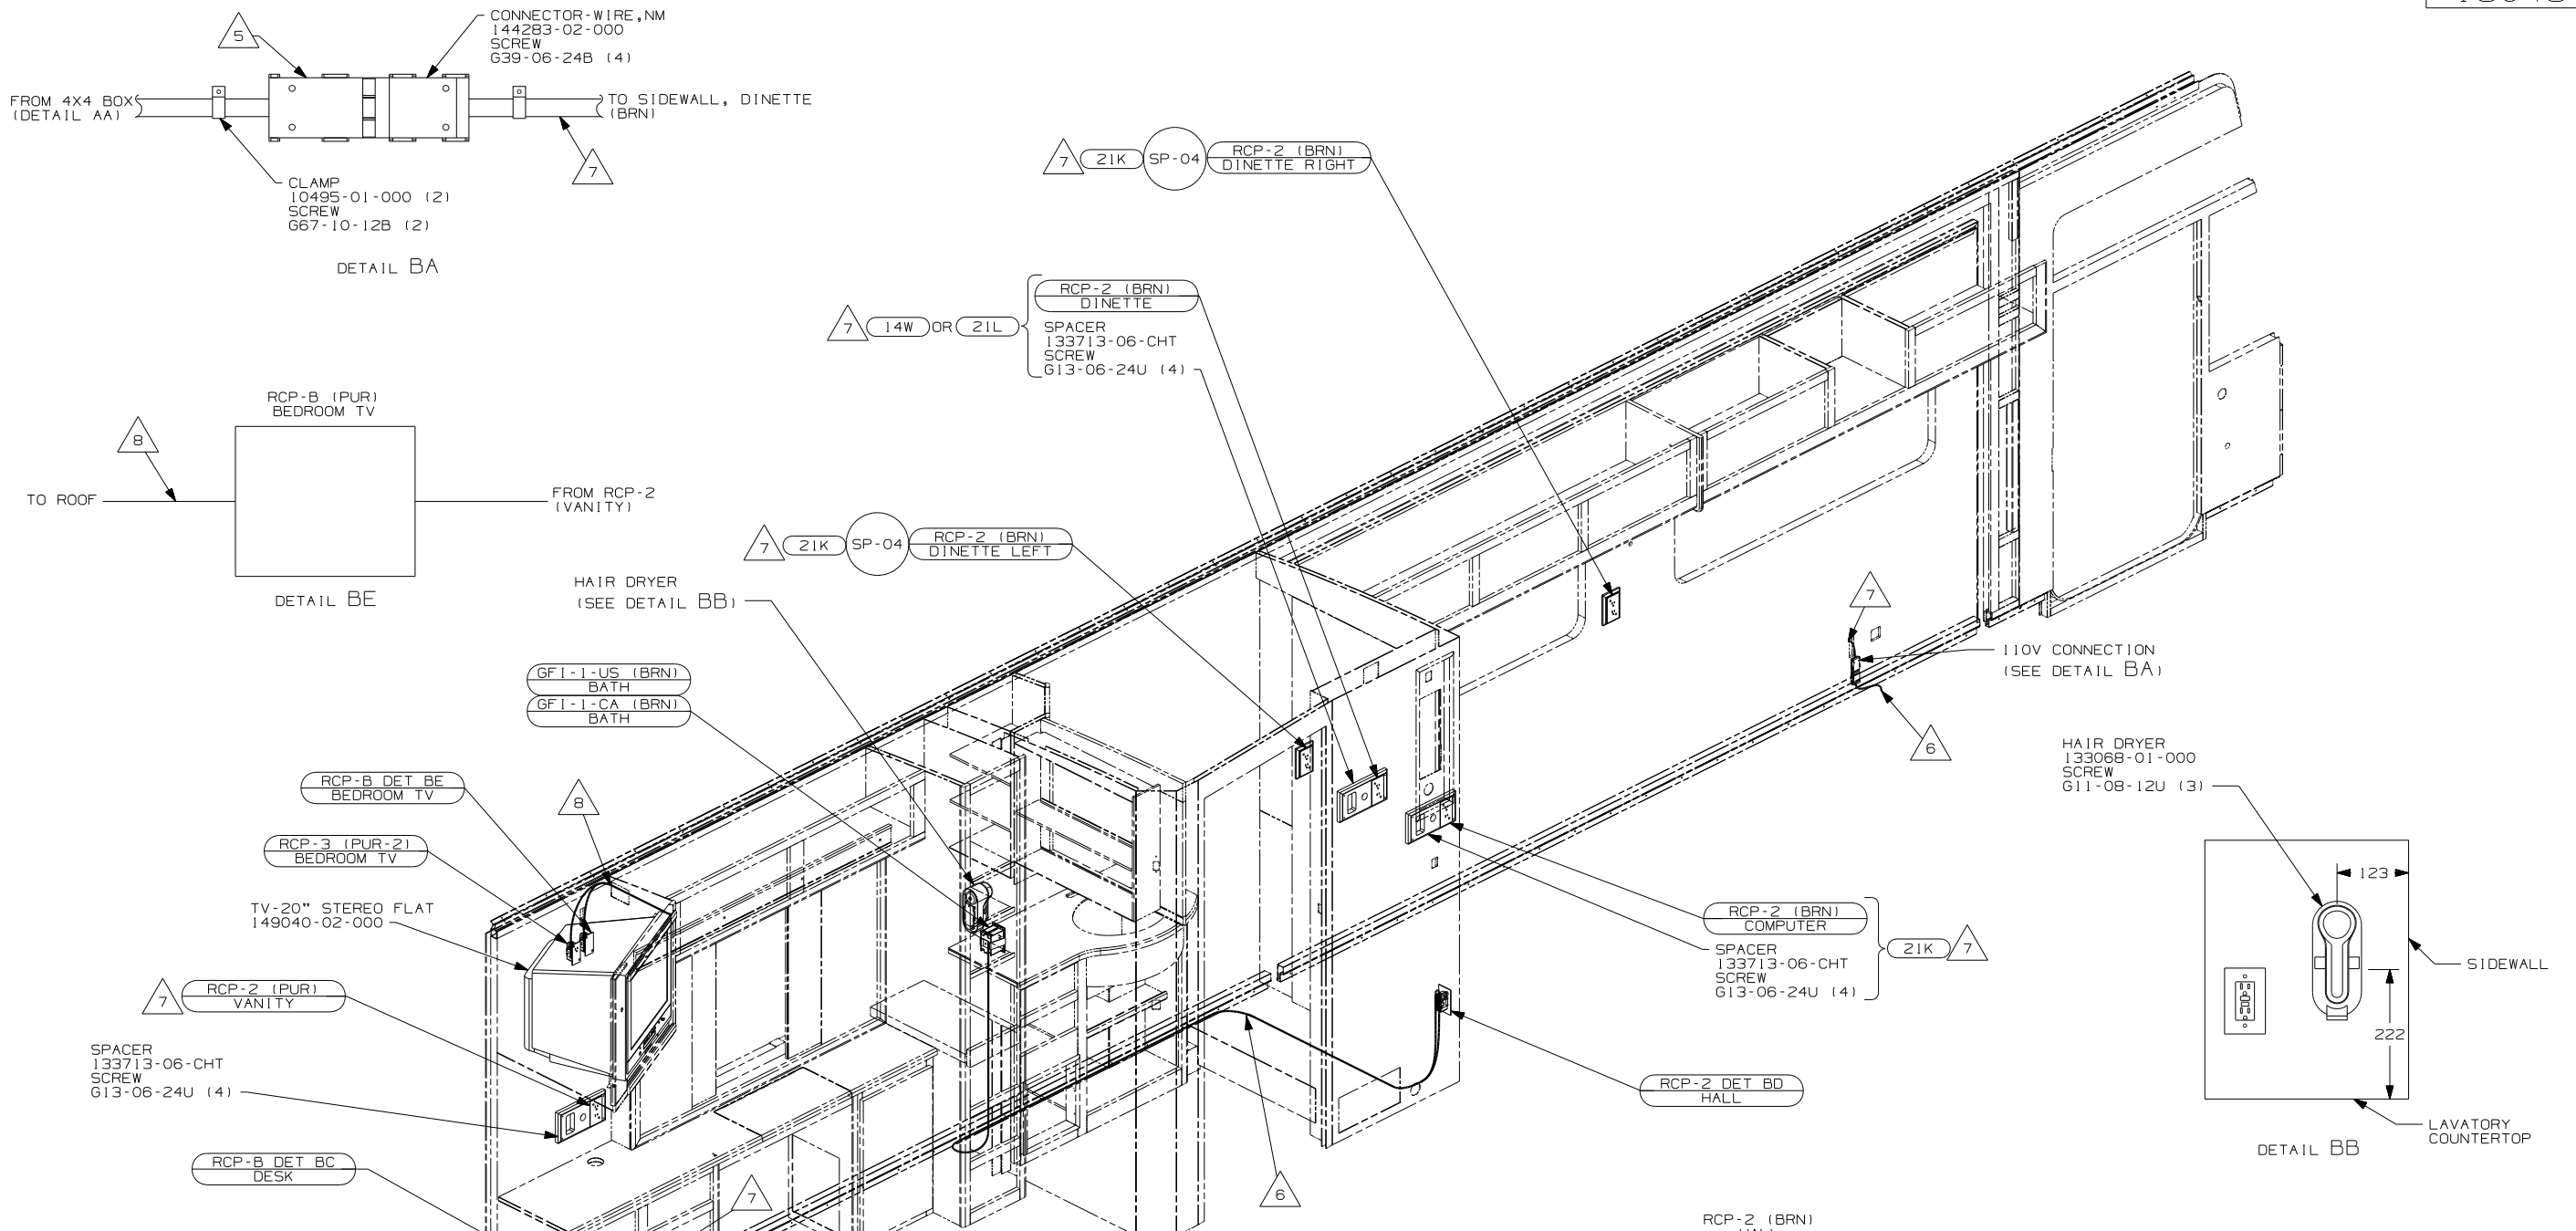 CONNECTOR-WIRE,NM
144283-02-000
SCREW
G39-06-24B (4)
5
FROM 4X4 BOX
(DETAIL AA)
TO SIDEWALL, DINETTE
(BRN)
7
CLAMP
10495-01-000 (2)
SCREW
G67-10-12B (2)
DETAIL BA
7
21K
SP-04
RCP-2 (BRN)
DINETTE RIGHT
7
14W
OR
21L
RCP-2 (BRN)
DINETTE
SPACER
133713-06-CHT
SCREW
G13-06-24U (4)
RCP-B (PUR)
BEDROOM TV
8
TO ROOF
FROM RCP-2
(VANITY)
DETAIL BE
7
21K
SP-04
RCP-2 (BRN)
DINETTE LEFT
HAIR DRYER
(SEE DETAIL BB)
GFI-1-US (BRN)
BATH
GFI-1-CA (BRN)
BATH
RCP-B DET BE
BEDROOM TV
8
RCP-3 (PUR-2)
BEDROOM TV
TV-20" STEREO FLAT
149040-02-000
7
RCP-2 (PUR)
VANITY
SPACER
133713-06-CHT
SCREW
G13-06-24U (4)
RCP-B DET BC
DESK
7
6
7
110V CONNECTION
(SEE DETAIL BA)
6
RCP-2 (BRN)
COMPUTER
SPACER
133713-06-CHT
SCREW
G13-06-24U (4)
21K
7
RCP-2 DET BD
HALL
HAIR DRYER
133068-01-000
SCREW
G11-08-12U (3)
123
SIDEWALL
222
LAVATORY
COUNTERTOP
DETAIL BB
RCP-2 (BRN)